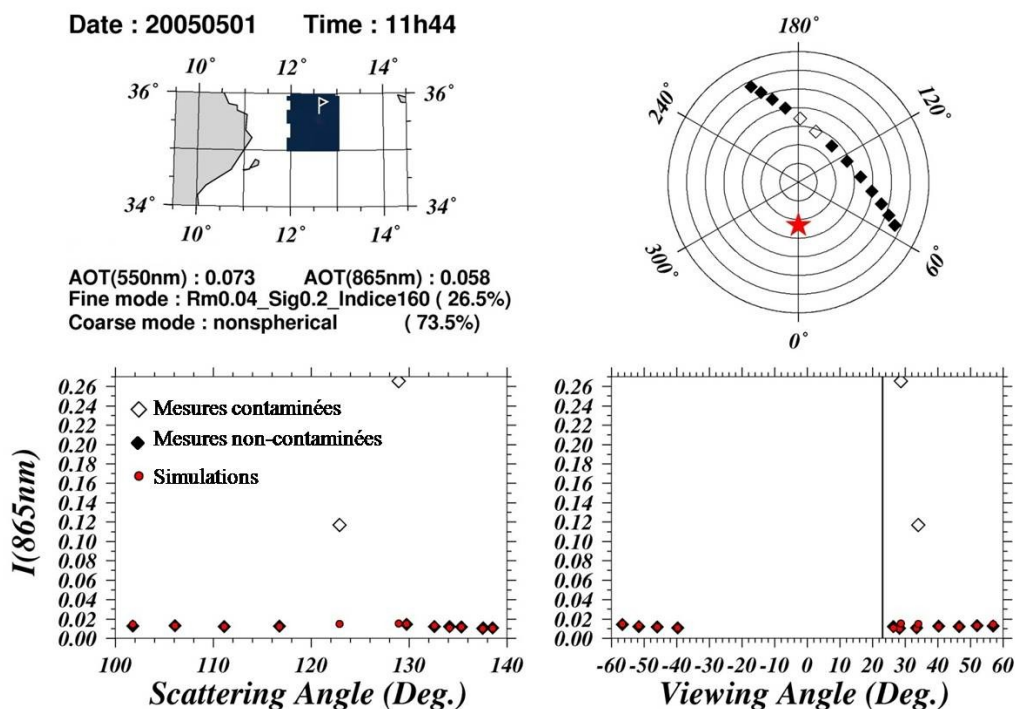 Date : 20050501 Time : 11h44
180°
10° 12° 14°
36° 36°
240° 120°
34° 34°
10° 12° 14°
300° 60°
0°
AOT(550nm) : 0.073 AOT(865nm) : 0.058
Fine mode : Rm0.04_Sig0.2_Indice160 ( 26.5%)
Coarse mode : nonspherical ( 73.5%)
I(865nm)
0.26 0.26
0.24 0.24
0.22 0.22
0.20 0.20
0.18 0.18
0.16 0.16
0.14 0.14
0.12 0.12
0.10 0.10
0.08 0.08
0.06 0.06
0.04 0.04
0.02 0.02
0.00 0.00
Mesures contaminées
Mesures non-contaminées
Simulations
100 110 120 130 140
-60 -50 -40 -30 -20 -10 0 10 20 30 40 50 60
Scattering Angle (Deg.)
Viewing Angle (Deg.)